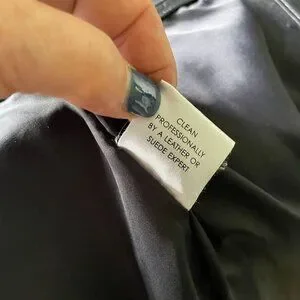 CLEAN
PROFESSIONALLY
BY A LEATHER OR
SUEDE EXPERT